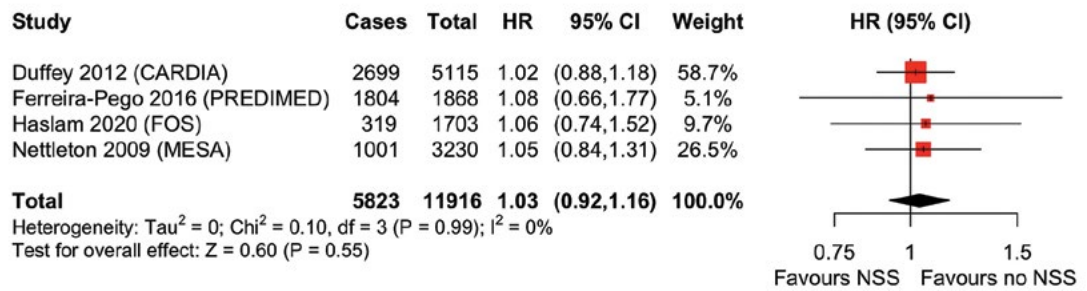 Study Cases Total HR 95% CI Weight HR (95% CI)
Duffey 2012 (CARDIA) 2699 5115 1.02 (0.88,1.18) 58.7%
Ferreira-Pego 2016 (PREDIMED) 1804 1868 1.08 (0.66,1.77) 5.1%
Haslam 2020 (FOS) 319 1703 1.06 (0.74,1.52) 9.7%
Nettleton 2009 (MESA) 1001 3230 1.05 (0.84,1.31) 26.5%
Total 5823 11916 1.03 (0.92,1.16) 100.0%
Heterogeneity: Tau² = 0; Chi² = 0.10, df = 3 (P = 0.99); I² = 0%
Test for overall effect: Z = 0.60 (P = 0.55)
0.75 1 1.5
Favours NSS Favours no NSS